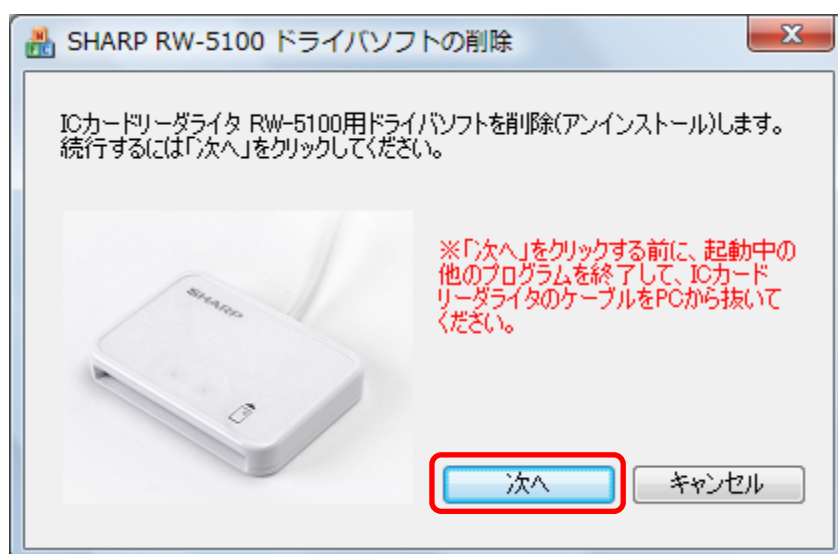 SHARP RW-5100 ドライバソフトの削除
ICカードリーダライタ RW-5100用ドライバソフトを削除(アンインストール)します。
続行するには「次へ」をクリックしてください。
※「次へ」をクリックする前に、起動中の
他のプログラムを終了して、ICカード
リーダライタのケーブルをPCから抜いて
ください。
SHARP
次へ
キャンセル